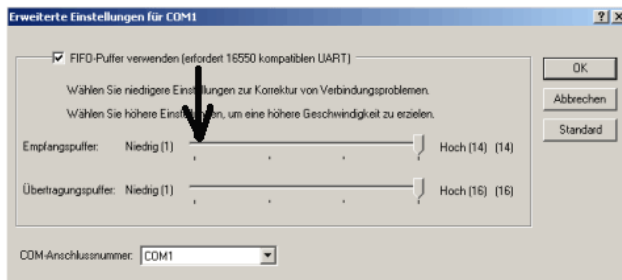 Erweiterte Einstellungen für COM1
FIFO-Puffer verwenden (erfordert 16550 kompatiblen UART)
OK
Wählen Sie niedrigere Einstellungen zur Korrektur von Verbindungsproblemen.
Abbrechen
Wählen Sie höhere Einstellungen, um eine höhere Geschwindigkeit zu erzielen.
Standard
Empfangspuffer: Niedrig (1) Hoch (14) (14)
Übertragungspuffer: Niedrig (1) Hoch (16) (16)
COM-Anschlussnummer: COM1